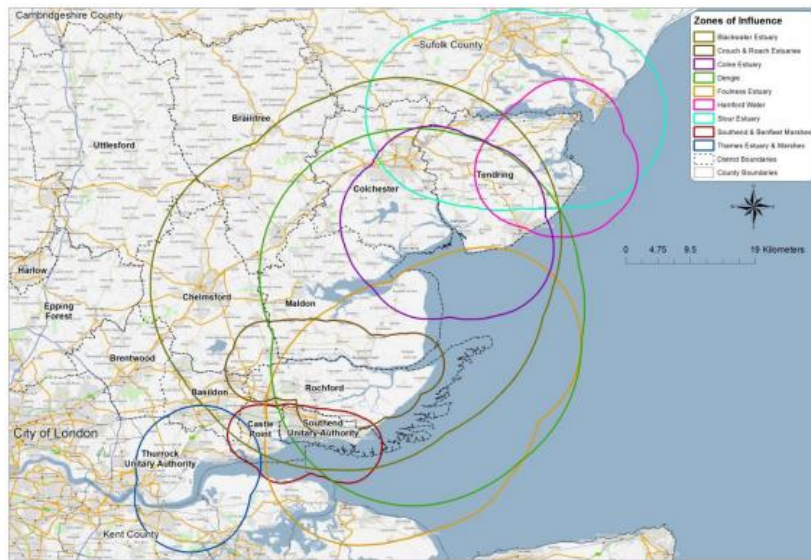 Cambridgeshire County
Suffolk County
Braintree
Uttlesford
Colchester
Tendring
Harlow
Epping
Forest
Chelmsford
Maldon
Brentwood
Basildon
Rochford
City of London
Castle
Point
Southend
Unitary Authority
Thurrock
Unitary Authority
Kent County
Zones of Influence
Blackwater Estuary
Crouch & Roach Estuaries
Colne Estuary
Dengie
Foulness Estuary
Hamford Water
Stour Estuary
Southend & Benfleet Marshes
Thames Estuary & Marshes
District Boundaries
County Boundaries
0 4.75 9.5 19 Kilometers